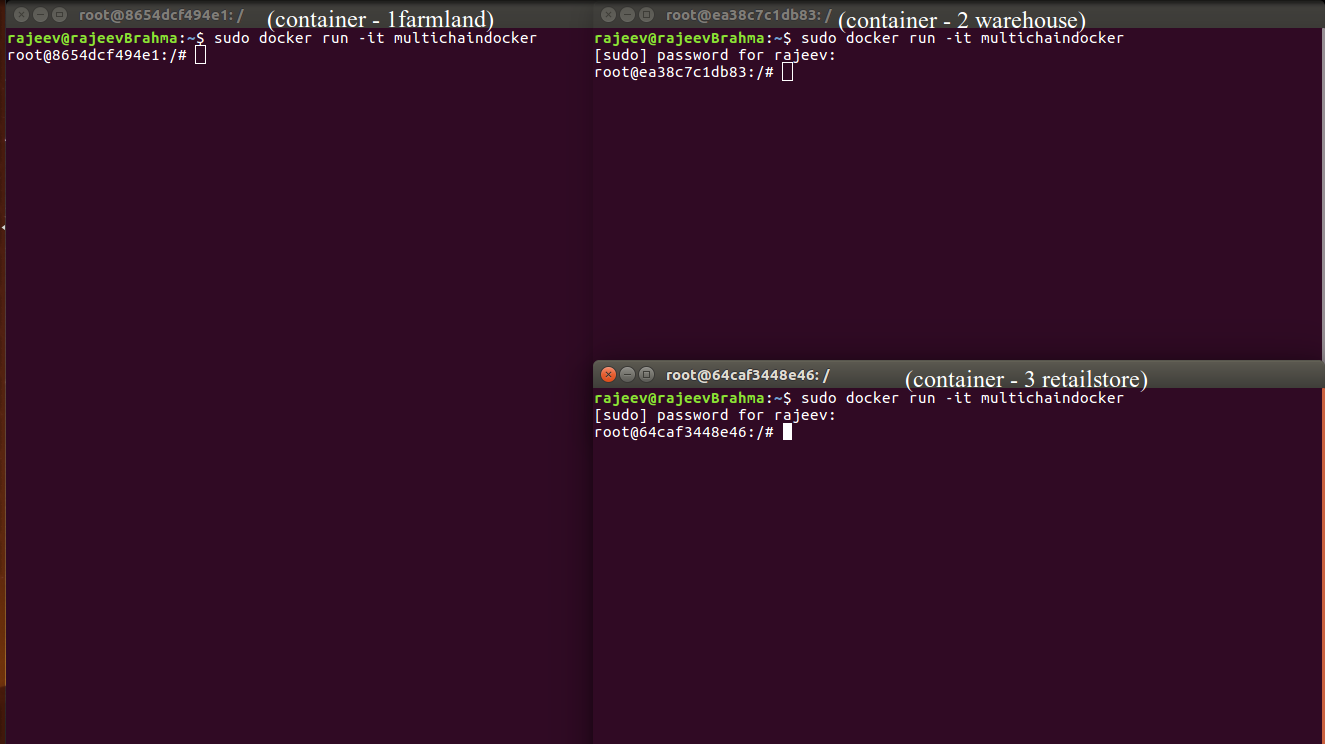 root@8654dcf494e1: / (container - 1farmland)
rajeev@rajeevBrahma:~$ sudo docker run -it multichaindocker
root@8654dcf494e1:/#
root@ea38c7c1db83: / (container - 2 warehouse)
rajeev@rajeevBrahma:~$ sudo docker run -it multichaindocker
[sudo] password for rajeev:
root@ea38c7c1db83:/#
root@64caf3448e46: / (container - 3 retailstore)
rajeev@rajeevBrahma:~$ sudo docker run -it multichaindocker
[sudo] password for rajeev:
root@64caf3448e46:/#